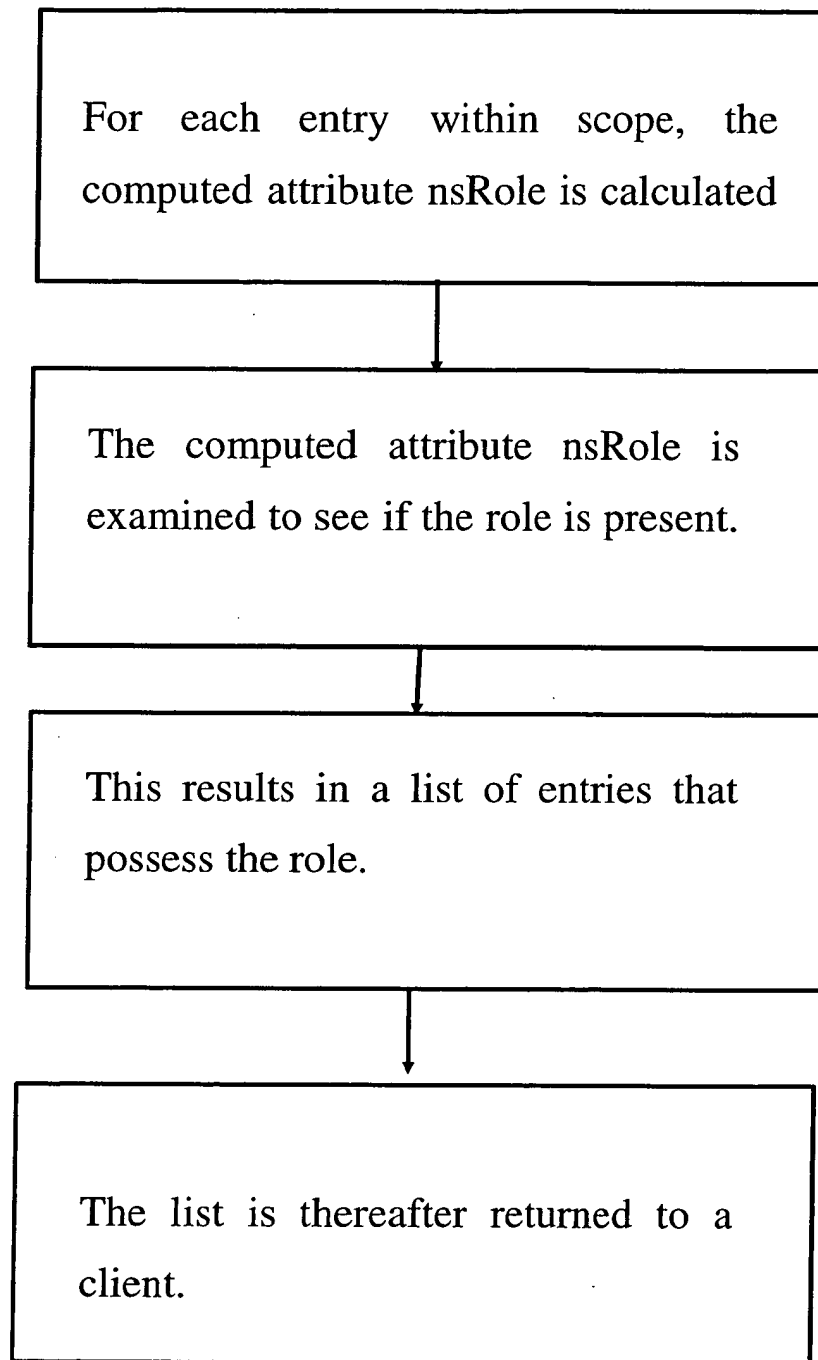 For each entry within scope, the
computed attribute nsRole is calculated
The computed attribute nsRole is
examined to see if the role is present.
This results in a list of entries that
possess the role.
The list is thereafter returned to a
client.